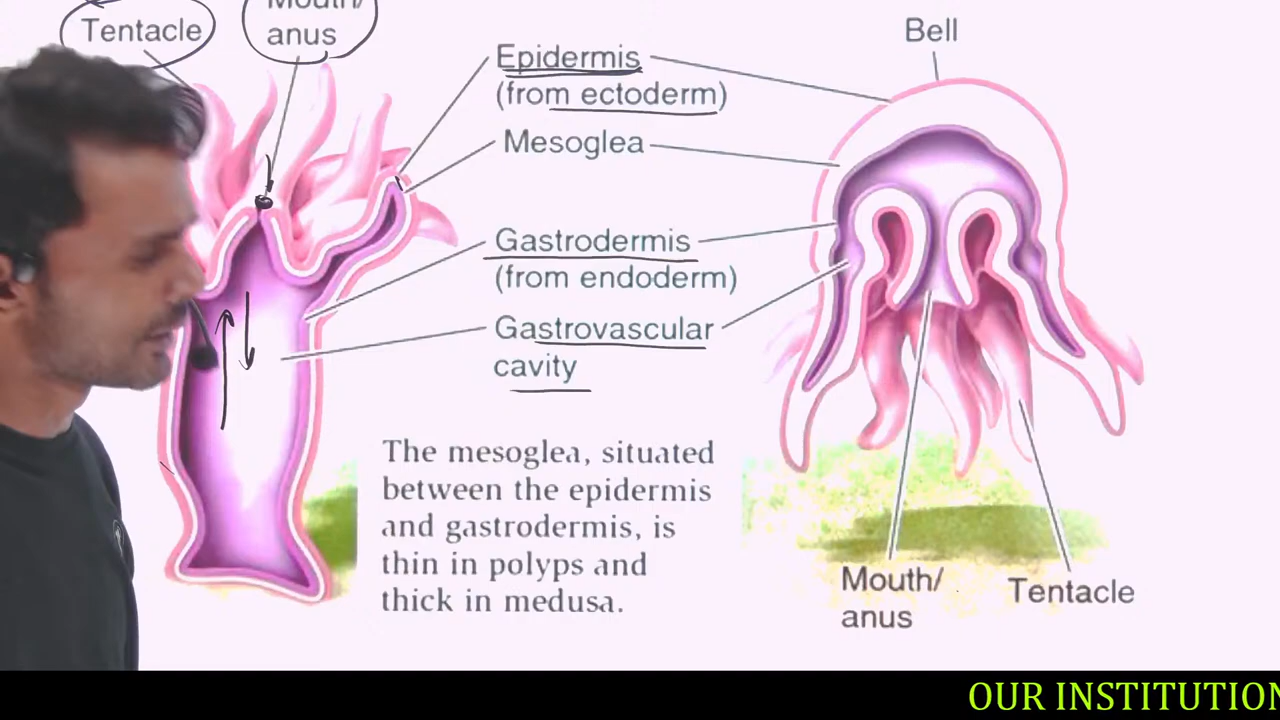 Tentacle
Mouth/
anus
Epidermis
(from ectoderm)
Mesoglea
Gastrodermis
(from endoderm)
Gastrovascular
cavity
Bell
The mesoglea, situated
between the epidermis
and gastrodermis, is
thin in polyps and
thick in medusa.
Mouth/
anus
Tentacle
OUR INSTITUTION